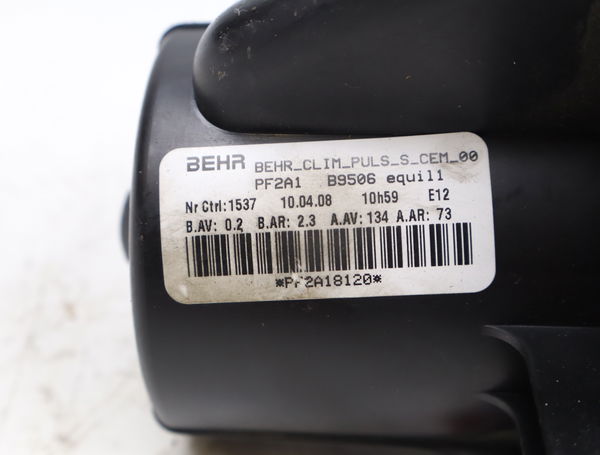 BEHR BEHR_CLIM_PULS_S_CEM_00
PF2A1 B9506 equil1
Nr Ctrl:1537 10.04.08 10h59 E12
B.AV: 0.2 B.AR: 2.3 A.AV: 134 A.AR: 73
*PF2A18120*